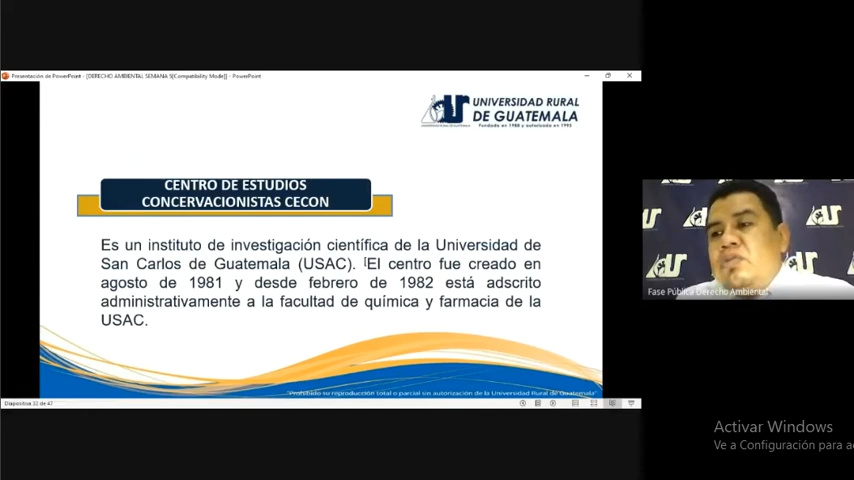 Presentación de PowerPoint - [DERECHO AMBIENTAL SEMANA 5[Compatibility Mode]] - PowerPoint
UNIVERSIDAD RURAL
DE GUATEMALA
Fundada en 1988 y autorizada en 1995
CENTRO DE ESTUDIOS
CONCERVACIONISTAS CECON
Es un instituto de investigación científica de la Universidad de
San Carlos de Guatemala (USAC). El centro fue creado en
agosto de 1981 y desde febrero de 1982 está adscrito
administrativamente a la facultad de química y farmacia de la
USAC.
"Prohibido su reproducción total o parcial sin autorización de la Universidad Rural de Guatemala"
Diapositiva 32 de 47
Fase Pública Derecho Ambiental
Activar Windows
Ve a Configuración para a